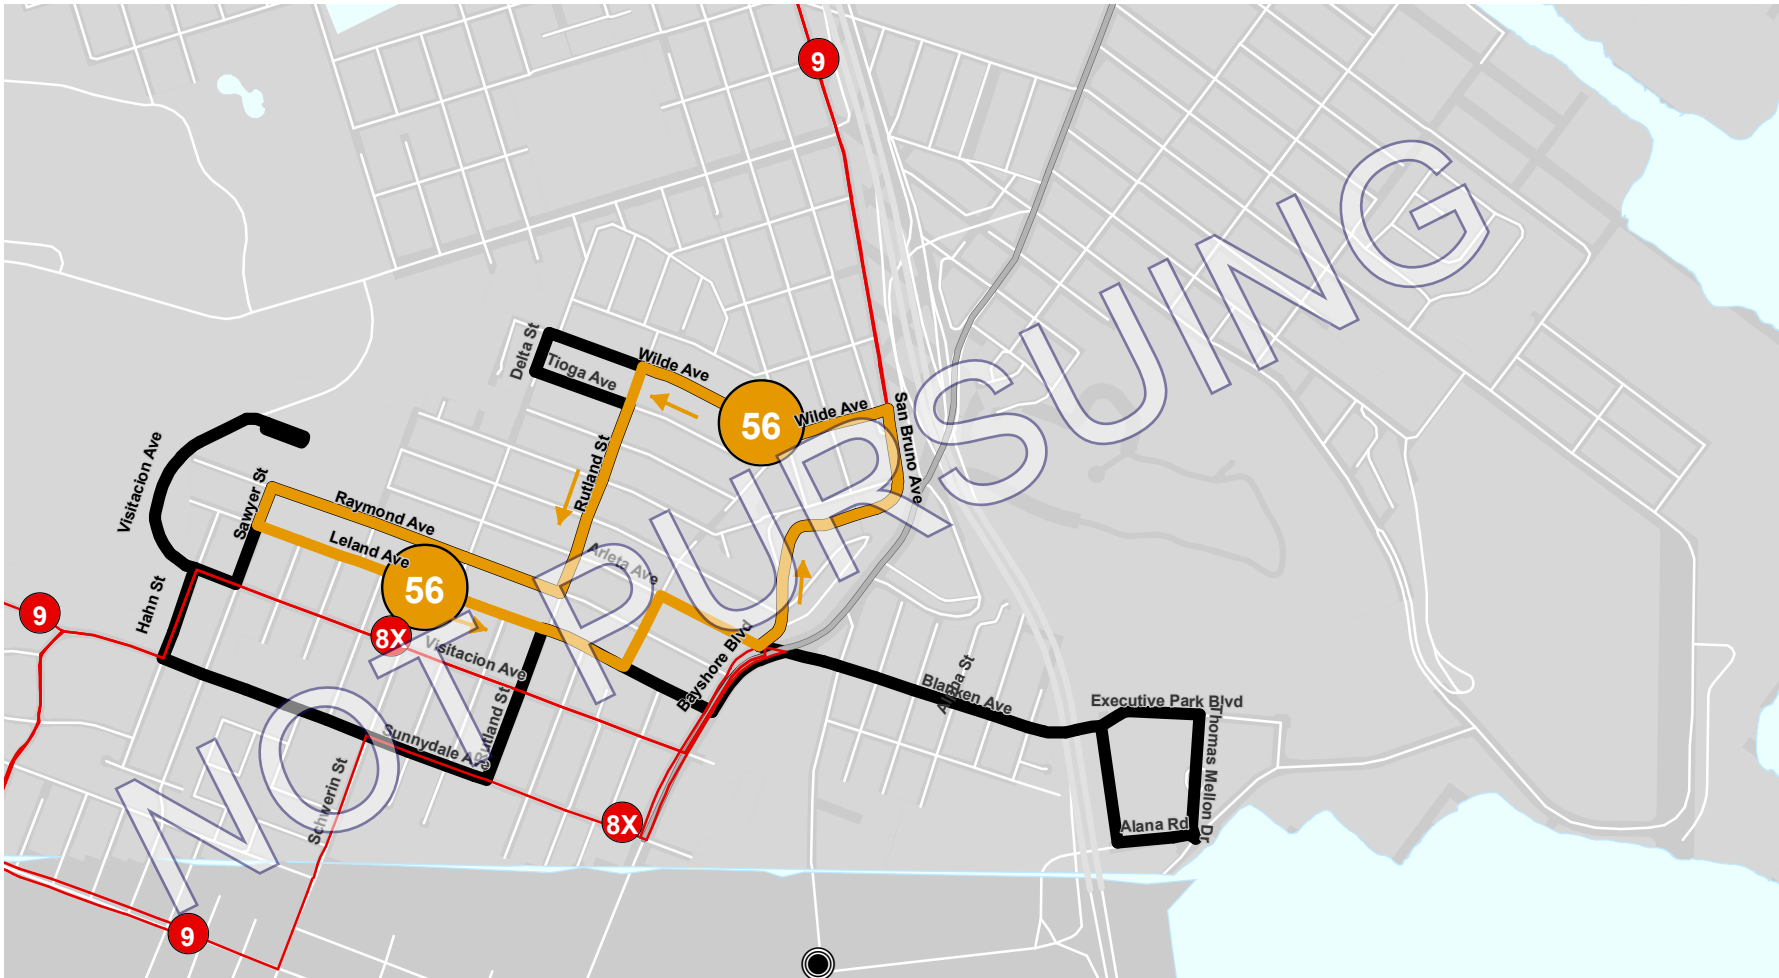 9
Delta St
Tioga Ave
Wilde Ave
56
Wilde Ave
San Bruno Ave
Visitacion Ave
Sawyer St
Raymond Ave
Rutland St
Leland Ave
Arleta Ave
56
Hahn St
9
8X
Visitacion Ave
Bayshore Blvd
Blanken Ave
Executive Park Blvd
Rutland St
Sunnydale Ave
Schwerin St
Thomas Mellon Dr
8X
Alana Rd
9
NOT PURSUING